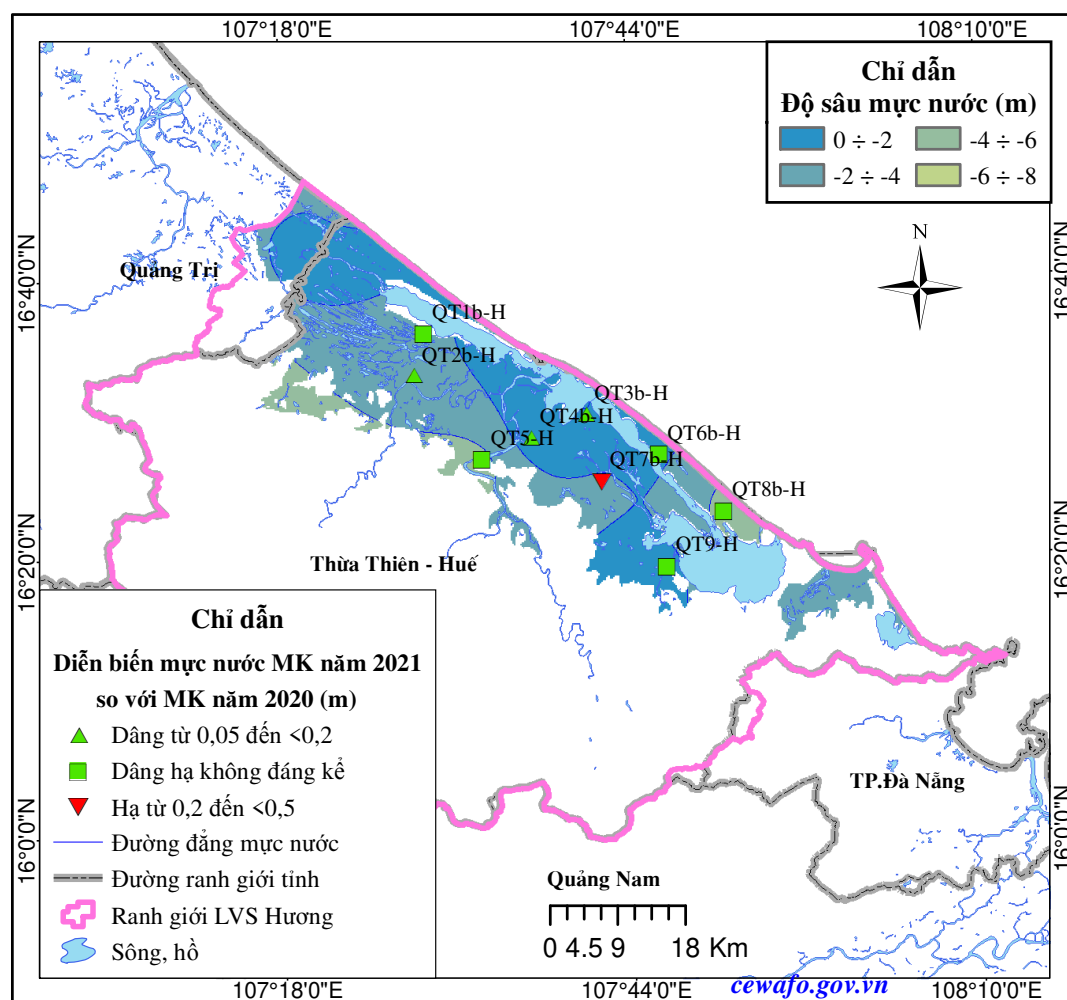 107°18'0"E
107°44'0"E
108°10'0"E
Chỉ dẫn
Độ sâu mực nước (m)
0 ÷ -2
-4 ÷ -6
-2 ÷ -4
-6 ÷ -8
N
16°40'0"N
16°40'0"N
Quảng Trị
QT1b-H
QT2b-H
QT3b-H
QT4b-H
QT5-H
QT6b-H
QT7b-H
QT8b-H
QT9-H
16°20'0"N
16°20'0"N
Thừa Thiên - Huế
Chỉ dẫn
Diễn biến mực nước MK năm 2021
so với MK năm 2020 (m)
Dâng từ 0,05 đến <0,2
Dâng hạ không đáng kể
Hạ từ 0,2 đến <0,5
Đường đẳng mực nước
Đường ranh giới tỉnh
Ranh giới LVS Hương
Sông, hồ
TP.Đà Nẵng
16°0'0"N
16°0'0"N
Quảng Nam
0 4.5 9 18 Km
cewafo.gov.vn
107°18'0"E
107°44'0"E
108°10'0"E